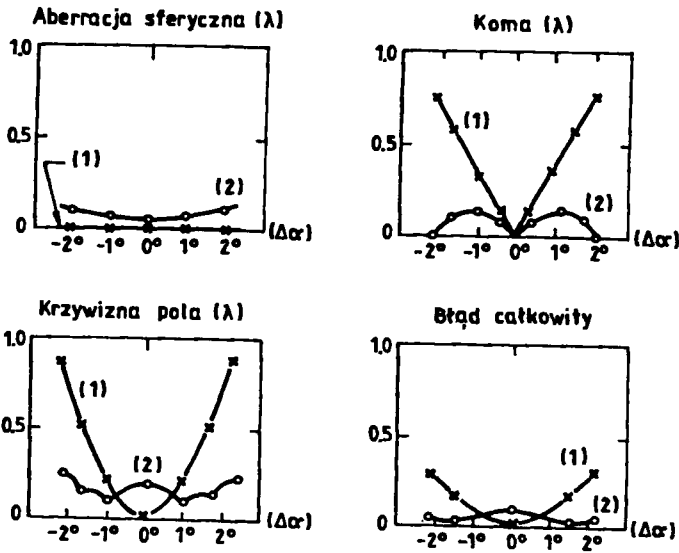 Aberracja sferyczna (λ)
1.0
0.5
0
(1)
(2)
-2° -1° 0° 1° 2° (Δα)
Koma (λ)
1.0
0.5
0
(1)
(2)
-2° -1° 0° 1° 2° (Δα)
Krzywizna pola (λ)
1.0
0.5
0
(1)
(2)
-2° -1° 0° 1° 2° (Δα)
Błąd całkowity
1.0
0.5
0
(1)
(2)
-2° -1° 0° 1° 2° (Δα)